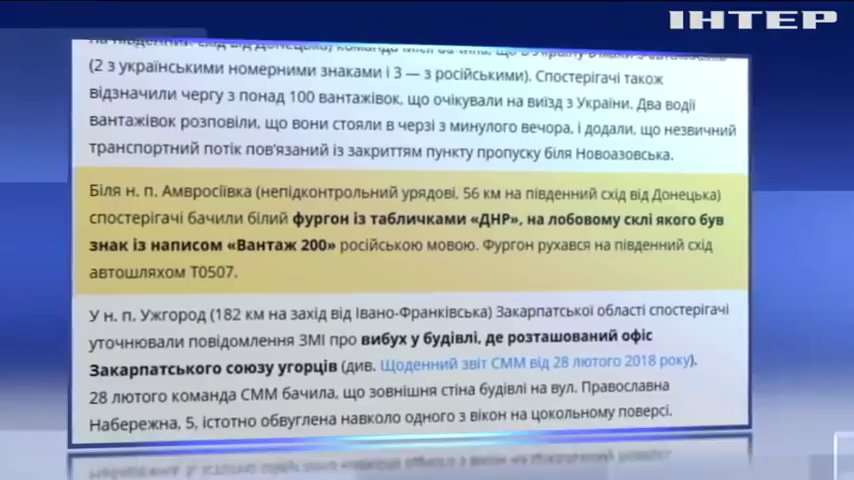 ІНТЕР
(2 з українськими номерними знаками і 3 — з російськими). Спостерігачі також
відзначили чергу з понад 100 вантажівок, що очікували на виїзд з України. Два водії
вантажівок розповіли, що вони стояли в черзі з минулого вечора, і додали, що незвичний
транспортний потік пов’язаний із закриттям пункту пропуску біля Новоазовська.
Біля н. п. Амвросіївка (непідконтрольний урядові, 56 км на південний схід від Донецька)
спостерігачі бачили білий фургон із табличками «ДНР», на лобовому склі якого був
знак із написом «Вантаж 200» російською мовою. Фургон рухався на південний схід
автошляхом T0507.
У н. п. Ужгород (182 км на захід від Івано-Франківська) Закарпатської області спостерігачі
уточнювали повідомлення ЗМІ про вибух у будівлі, де розташований офіс
Закарпатського союзу угорців (див. Щоденний звіт СММ від 28 лютого 2018 року).
28 лютого команда СММ бачила, що зовнішня стіна будівлі на вул. Православна
Набережна, 5, істотно обвуглена навколо одного з вікон на цокольному поверсі.